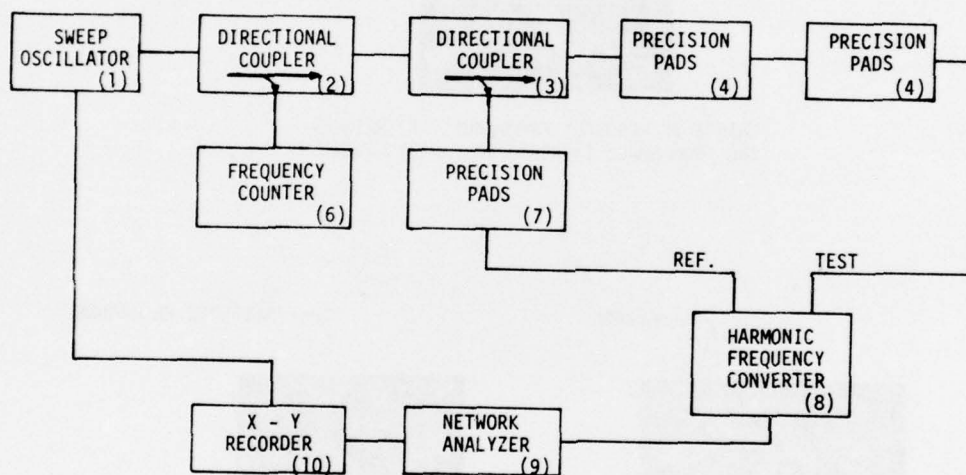 SWEEP
OSCILLATOR
(1)
DIRECTIONAL
COUPLER
(2)
DIRECTIONAL
COUPLER
(3)
PRECISION
PADS
(4)
PRECISION
PADS
(4)
FREQUENCY
COUNTER
(6)
PRECISION
PADS
(7)
REF.
TEST
HARMONIC
FREQUENCY
CONVERTER
(8)
X - Y
RECORDER
(10)
NETWORK
ANALYZER
(9)